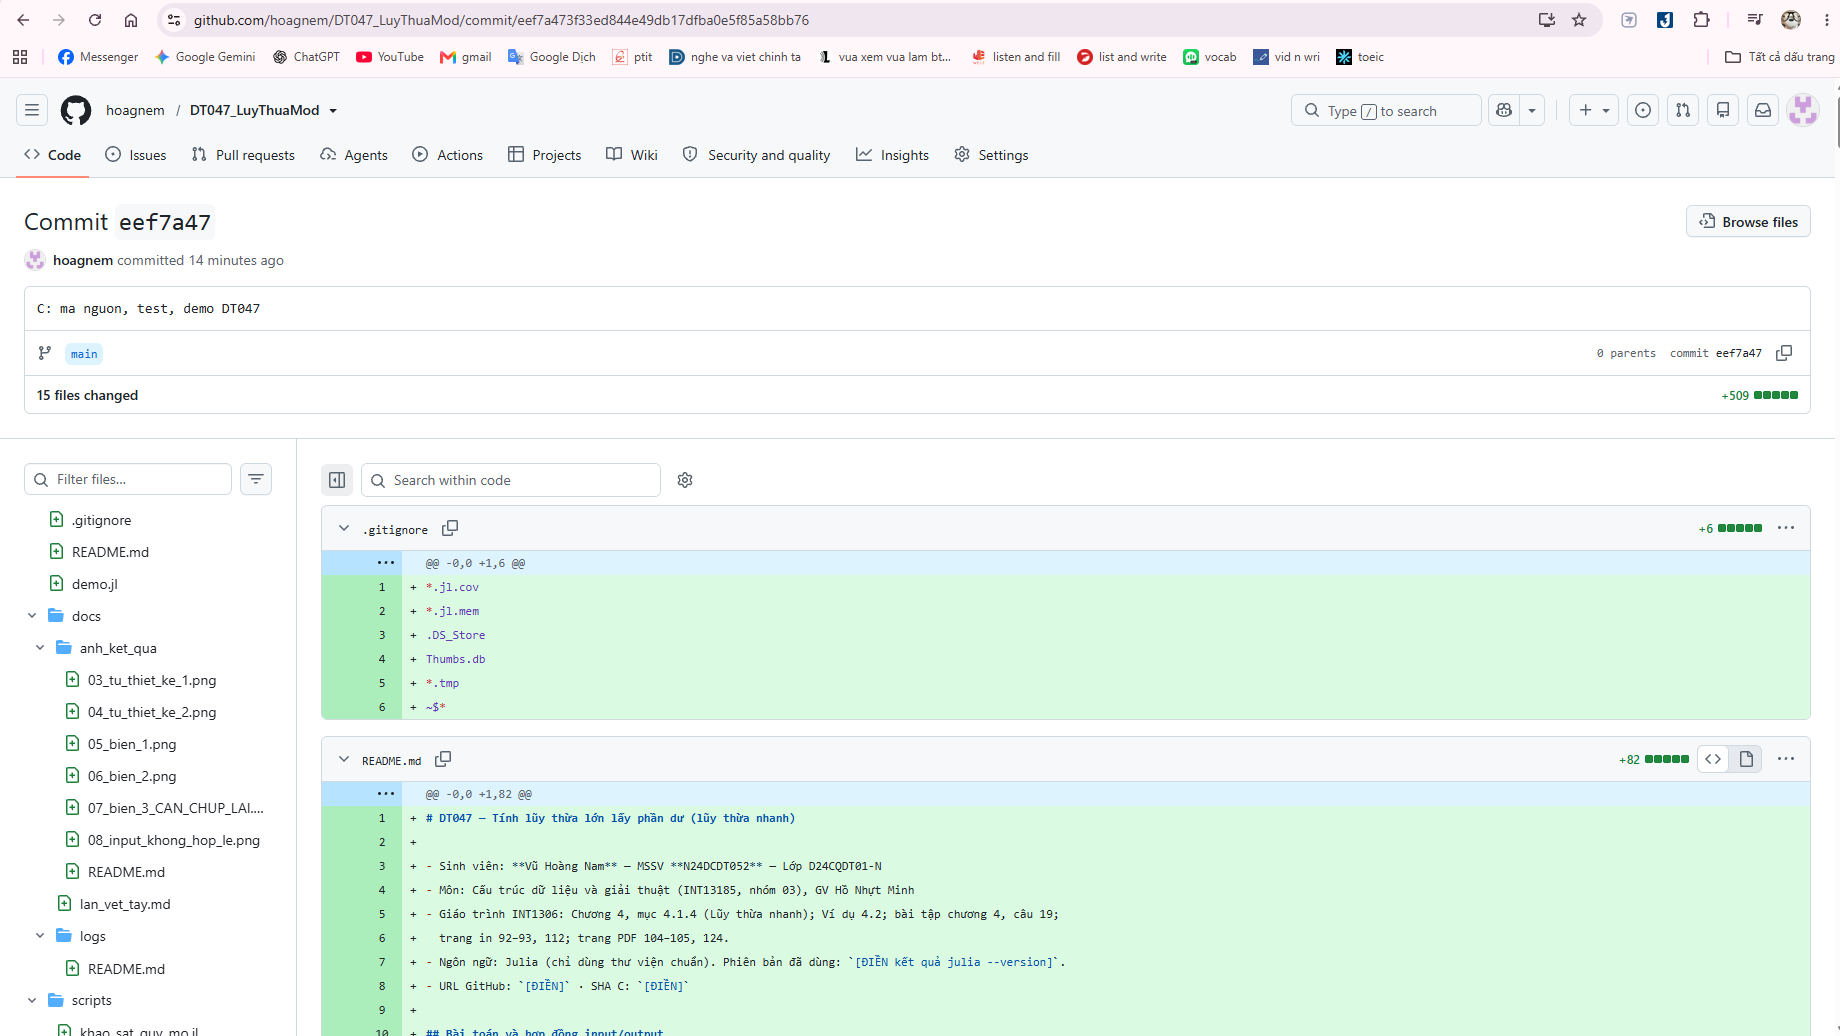 github.com/hoagnem/DT047_LuyThuaMod/commit/eef7a473f33ed844e49db17dfba0e5f85a58bb76
Messenger Google Gemini ChatGPT YouTube gmail Google Dịch ptit nghe va viet chinh ta vua xem vua lam bt... listen and fill list and write vocab vid n wri toeic Tất cả dấu trang
hoagnem / DT047_LuyThuaMod Type / to search
Code Issues Pull requests Agents Actions Projects Wiki Security and quality Insights Settings
Commit eef7a47
Browse files
hoagnem committed 14 minutes ago
C: ma nguon, test, demo DT047
main 0 parents commit eef7a47
15 files changed +509
Filter files...
.gitignore
README.md
demo.jl
docs
anh_ket_qua
03_tu_thiet_ke_1.png
04_tu_thiet_ke_2.png
05_bien_1.png
06_bien_2.png
07_bien_3_CAN_CHUP_LAI....
08_input_khong_hop_le.png
README.md
lan_vet_tay.md
logs
README.md
scripts
khao_sat_quy_mo.jl
Search within code
.gitignore +6
@@ -0,0 +1,6 @@
1 + *.jl.cov
2 + *.jl.mem
3 + .DS_Store
4 + Thumbs.db
5 + *.tmp
6 + ~$*
README.md +82
@@ -0,0 +1,82 @@
1 + # DT047 — Tính lũy thừa lớn lấy phần dư (lũy thừa nhanh)
2 +
3 + - Sinh viên: **Vũ Hoàng Nam** — MSSV **N24DCDT052** — Lớp D24CQDT01-N
4 + - Môn: Cấu trúc dữ liệu và giải thuật (INT13185, nhóm 03), GV Hồ Nhựt Minh
5 + - Giáo trình INT1306: Chương 4, mục 4.1.4 (Lũy thừa nhanh); Ví dụ 4.2; bài tập chương 4, câu 19;
6 + trang in 92–93, 112; trang PDF 104–105, 124.
7 + - Ngôn ngữ: Julia (chỉ dùng thư viện chuẩn). Phiên bản đã dùng: `[ĐIỀN kết quả julia --version]`.
8 + - URL GitHub: `[ĐIỀN]` · SHA C: `[ĐIỀN]`
9 +
10 + ## Bài toán và hợp đồng input/output